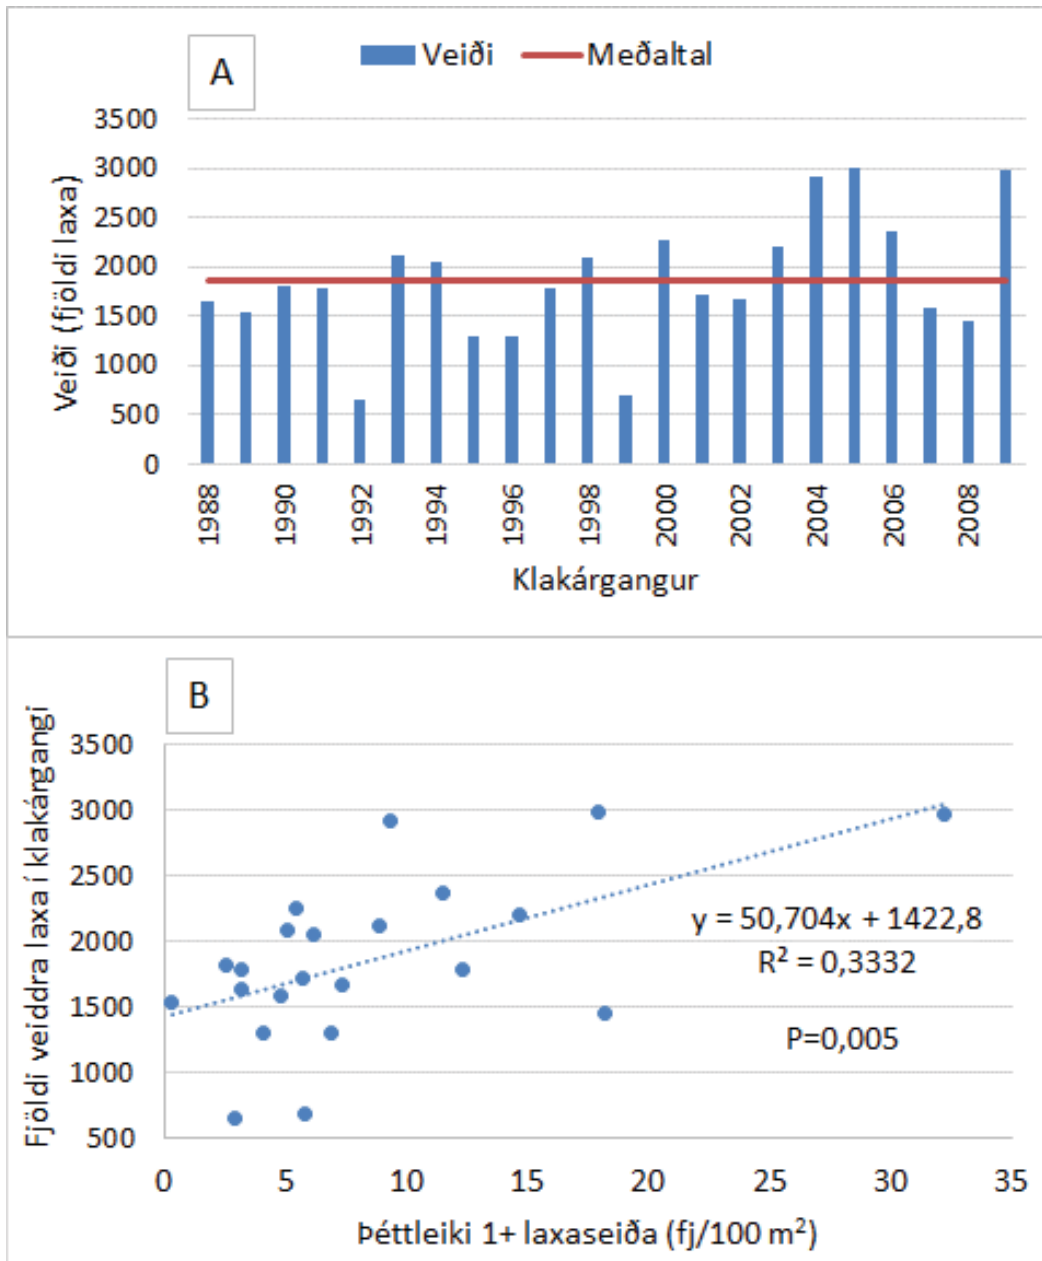 A
Veiði Meðaltal
3500
3000
2500
2000
1500
1000
500
0
Veiði (fjöldi laxa)
1988 1990 1992 1994 1996 1998 2000 2002 2004 2006 2008
Klakárgangur
B
Fjöldi veiddra laxa í klakárgangi
3500
3000
2500
2000
1500
1000
500
y = 50,704x + 1422,8
R² = 0,3332
P=0,005
0 5 10 15 20 25 30 35
Þéttleiki 1+ laxaseiða (fj/100 m²)